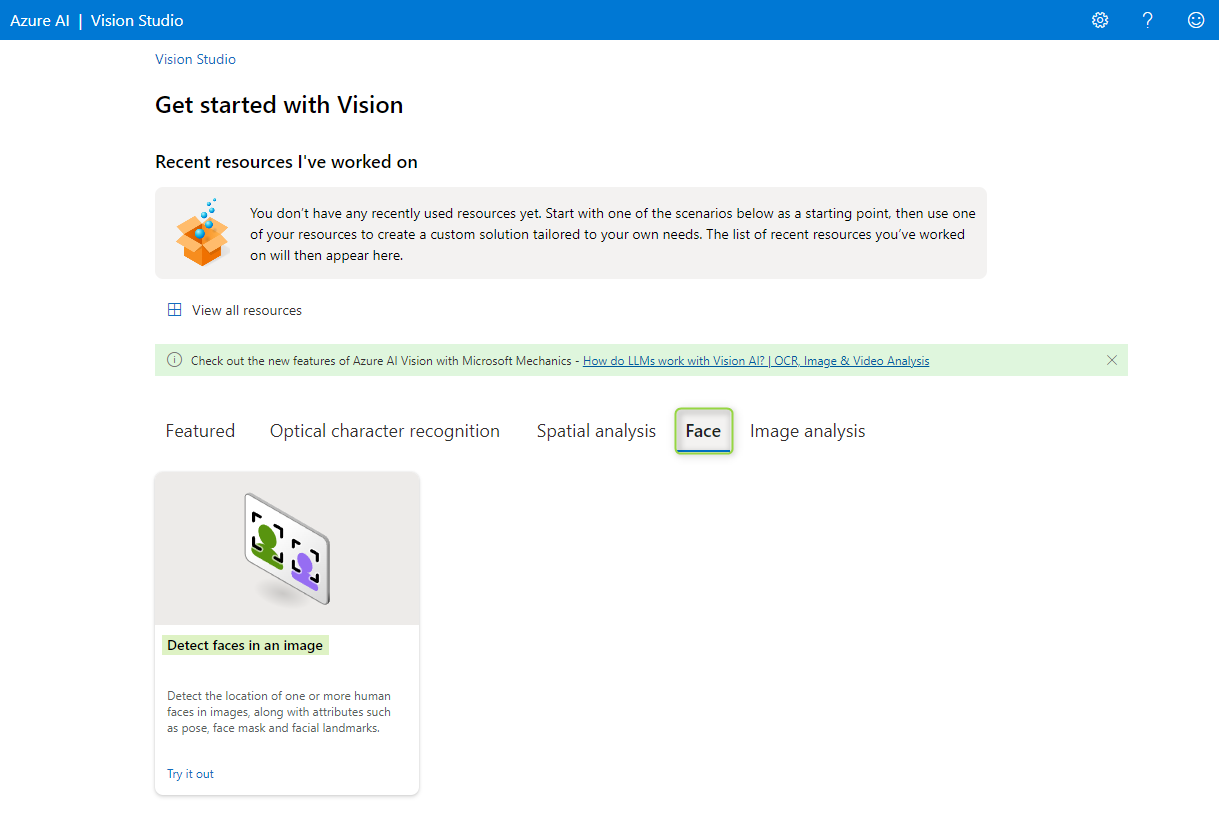 Azure AI | Vision Studio
Vision Studio
Get started with Vision
Recent resources I've worked on
You don't have any recently used resources yet. Start with one of the scenarios below as a starting point, then use one
of your resources to create a custom solution tailored to your own needs. The list of recent resources you've worked
on will then appear here.
View all resources
Check out the new features of Azure AI Vision with Microsoft Mechanics - How do LLMs work with Vision AI? | OCR, Image & Video Analysis
Featured Optical character recognition Spatial analysis Face Image analysis
Detect faces in an image
Detect the location of one or more human
faces in images, along with attributes such
as pose, face mask and facial landmarks.
Try it out